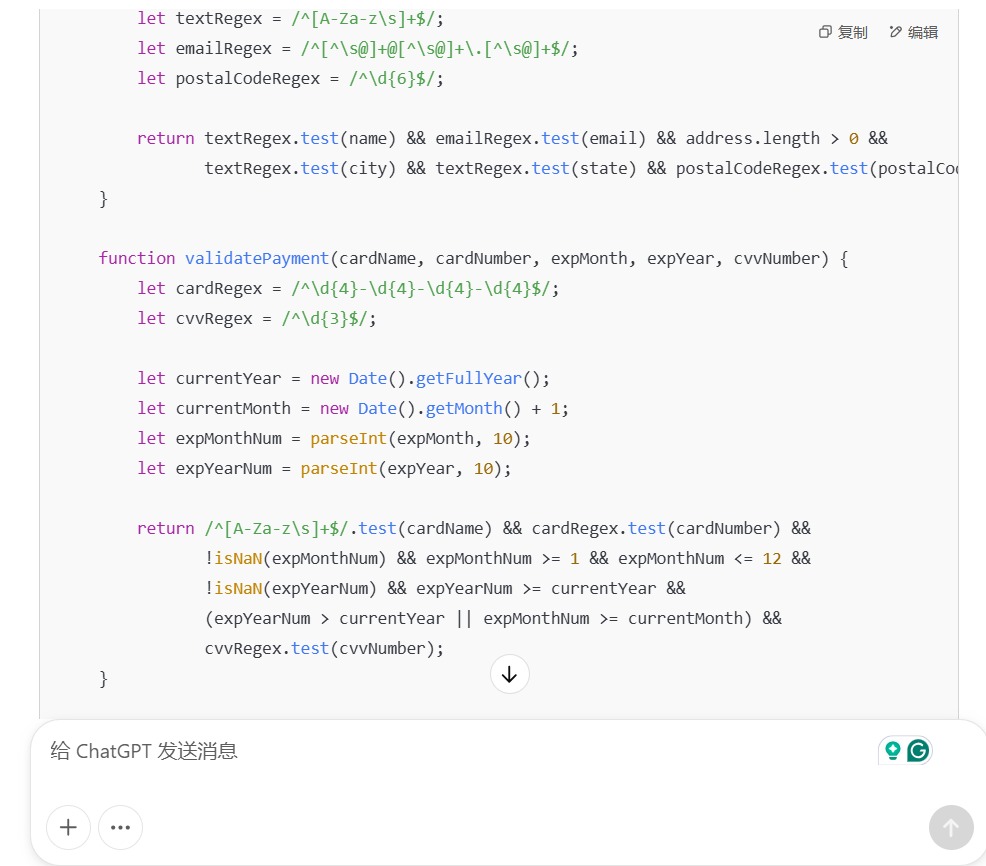 let textRegex = /^[A-Za-z\s]+$/;
复制 编辑
let emailRegex = /^[^\s@]+@[^\s@]+\.[^\s@]+$/;
let postalCodeRegex = /^\d{6}$/;
return textRegex.test(name) && emailRegex.test(email) && address.length > 0 &&
textRegex.test(city) && textRegex.test(state) && postalCodeRegex.test(postalCo
}
function validatePayment(cardName, cardNumber, expMonth, expYear, cvvNumber) {
let cardRegex = /^\d{4}-\d{4}-\d{4}-\d{4}$/;
let cvvRegex = /^\d{3}$/;
let currentYear = new Date().getFullYear();
let currentMonth = new Date().getMonth() + 1;
let expMonthNum = parseInt(expMonth, 10);
let expYearNum = parseInt(expYear, 10);
return /^[A-Za-z\s]+$/.test(cardName) && cardRegex.test(cardNumber) &&
!isNaN(expMonthNum) && expMonthNum >= 1 && expMonthNum <= 12 &&
!isNaN(expYearNum) && expYearNum >= currentYear &&
(expYearNum > currentYear || expMonthNum >= currentMonth) &&
cvvRegex.test(cvvNumber);
}
给 ChatGPT 发送消息